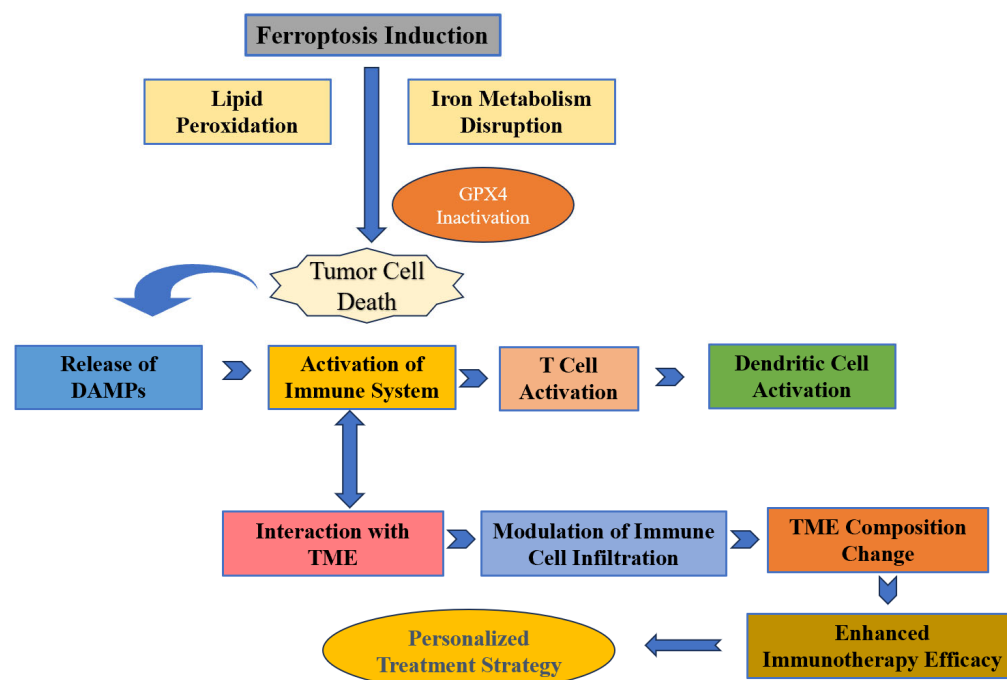 Ferroptosis Induction
Lipid
Peroxidation
Iron Metabolism
Disruption
GPX4
Inactivation
Tumor Cell
Death
Release of
DAMPs
Activation of
Immune System
T Cell
Activation
Dendritic Cell
Activation
Interaction with
TME
Modulation of Immune
Cell Infiltration
TME Composition
Change
Enhanced
Immunotherapy Efficacy
Personalized
Treatment Strategy